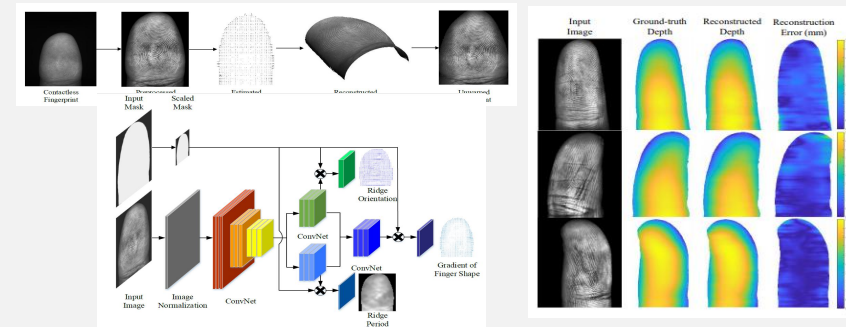 Contactless
Fingerprint
Preprocessed
Estimated
Reconstructed
Unwarped
Input
Mask
Scaled
Mask
Ridge
Orientation
ConvNet
ConvNet
Gradient of
Finger Shape
Input
Image
Image
Normalization
ConvNet
Ridge
Period
Input
Image
Ground-truth
Depth
Reconstructed
Depth
Reconstruction
Error (mm)